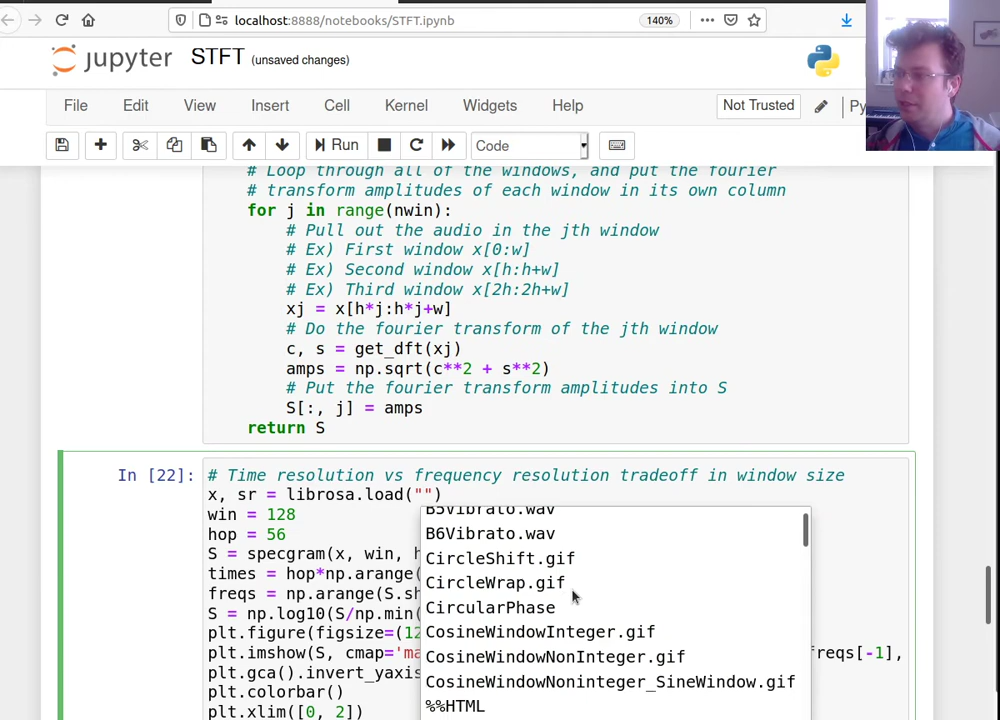 localhost:8888/notebooks/STFT.ipynb
140%
jupyter STFT (unsaved changes)
File Edit View Insert Cell Kernel Widgets Help Not Trusted Py
Run Code
# Loop through all of the windows, and put the fourier
# transform amplitudes of each window in its own column
for j in range(nwin):
# Pull out the audio in the jth window
# Ex) First window x[0:w]
# Ex) Second window x[h:h+w]
# Ex) Third window x[2h:2h+w]
xj = x[h*j:h*j+w]
# Do the fourier transform of the jth window
c, s = get_dft(xj)
amps = np.sqrt(c**2 + s**2)
# Put the fourier transform amplitudes into S
S[:, j] = amps
return S
In [22]: # Time resolution vs frequency resolution tradeoff in window size
x, sr = librosa.load("")
win = 128
hop = 56
S = specgram(x, win, h
times = hop*np.arange(
freqs = np.arange(S.sh
S = np.log10(S/np.min(
plt.figure(figsize=(12
plt.imshow(S, cmap='ma freqs[-1],
plt.gca().invert_yaxis
plt.colorbar()
plt.xlim([0, 2])
B5Vibrato.wav
B6Vibrato.wav
CircleShift.gif
CircleWrap.gif
CircularPhase
CosineWindowInteger.gif
CosineWindowNonInteger.gif
CosineWindowNoninteger_SineWindow.gif
%%HTML